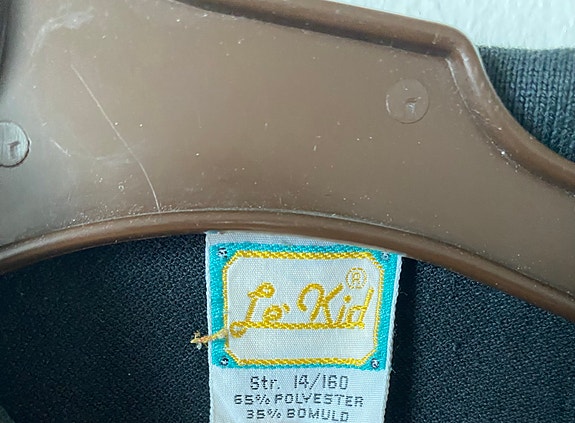 Le' Kid ®
Str. 14/160
65% POLYESTER
35% BOMULD